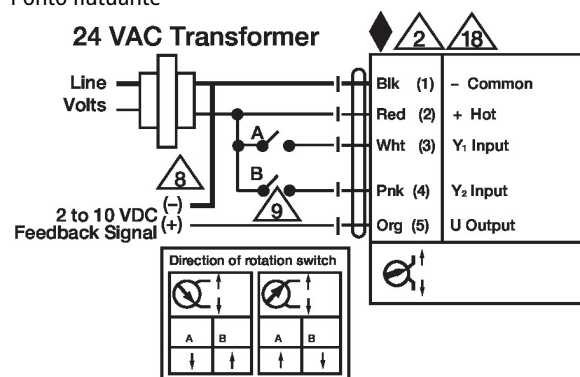 Ponto flutuante
24 VAC Transformer
2
18
Line
Volts
Blk (1) – Common
Red (2) + Hot
A
Wht (3) Y₁ Input
B
Pnk (4) Y₂ Input
8
9
2 to 10 VDC (–)
Feedback Signal (+)
Org (5) U Output
Direction of rotation switch
A B
A B